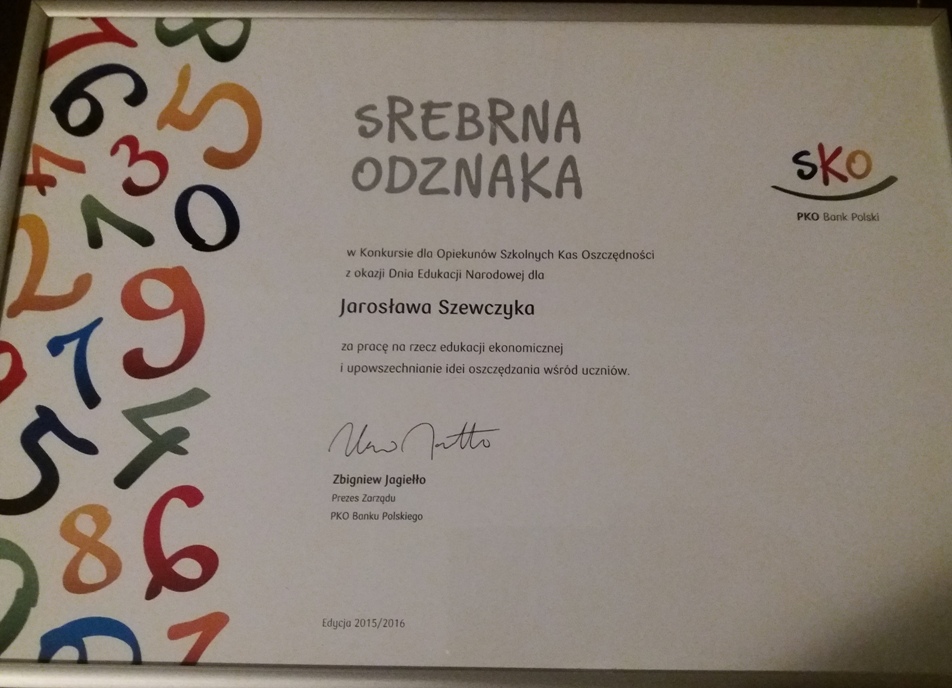 SREBRNA
ODZNAKA
SKO
PKO Bank Polski
w Konkursie dla Opiekunów Szkolnych Kas Oszczędności
z okazji Dnia Edukacji Narodowej dla
Jarosława Szewczyka
za pracę na rzecz edukacji ekonomicznej
i upowszechnianie idei oszczędzania wśród uczniów.
Zbigniew Jagiełło
Prezes Zarządu
PKO Banku Polskiego
Edycja 2015/2016